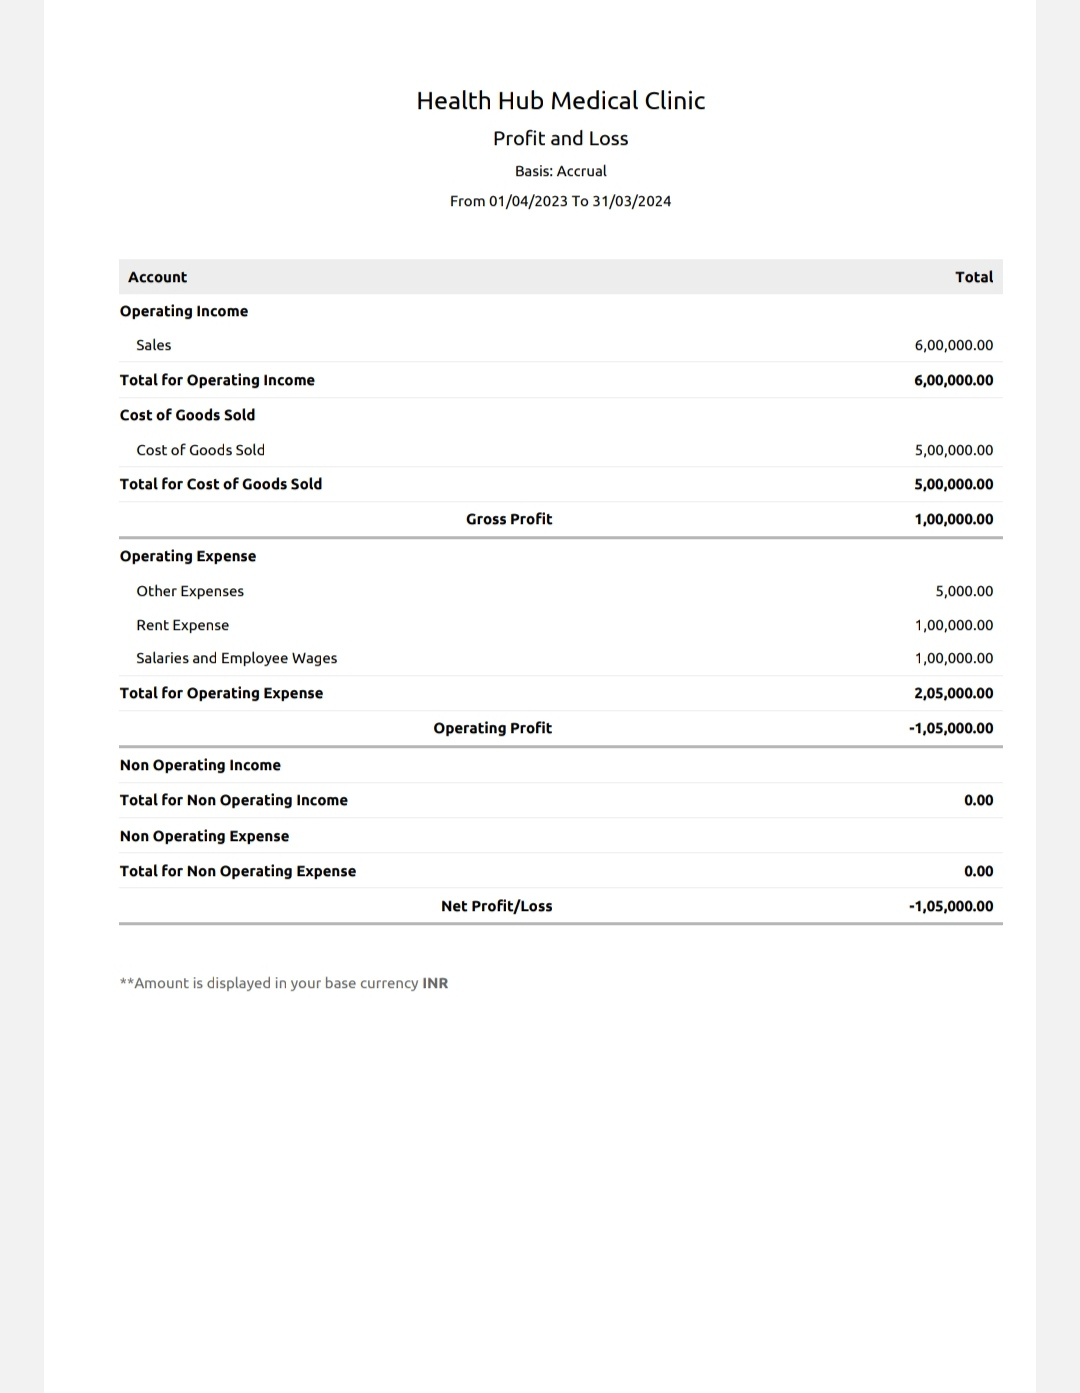 Health Hub Medical Clinic
Profit and Loss
Basis: Accrual
From 01/04/2023 To 31/03/2024
Account Total
Operating Income
Sales 6,00,000.00
Total for Operating Income 6,00,000.00
Cost of Goods Sold
Cost of Goods Sold 5,00,000.00
Total for Cost of Goods Sold 5,00,000.00
Gross Profit 1,00,000.00
Operating Expense
Other Expenses 5,000.00
Rent Expense 1,00,000.00
Salaries and Employee Wages 1,00,000.00
Total for Operating Expense 2,05,000.00
Operating Profit -1,05,000.00
Non Operating Income
Total for Non Operating Income 0.00
Non Operating Expense
Total for Non Operating Expense 0.00
Net Profit/Loss -1,05,000.00
**Amount is displayed in your base currency INR